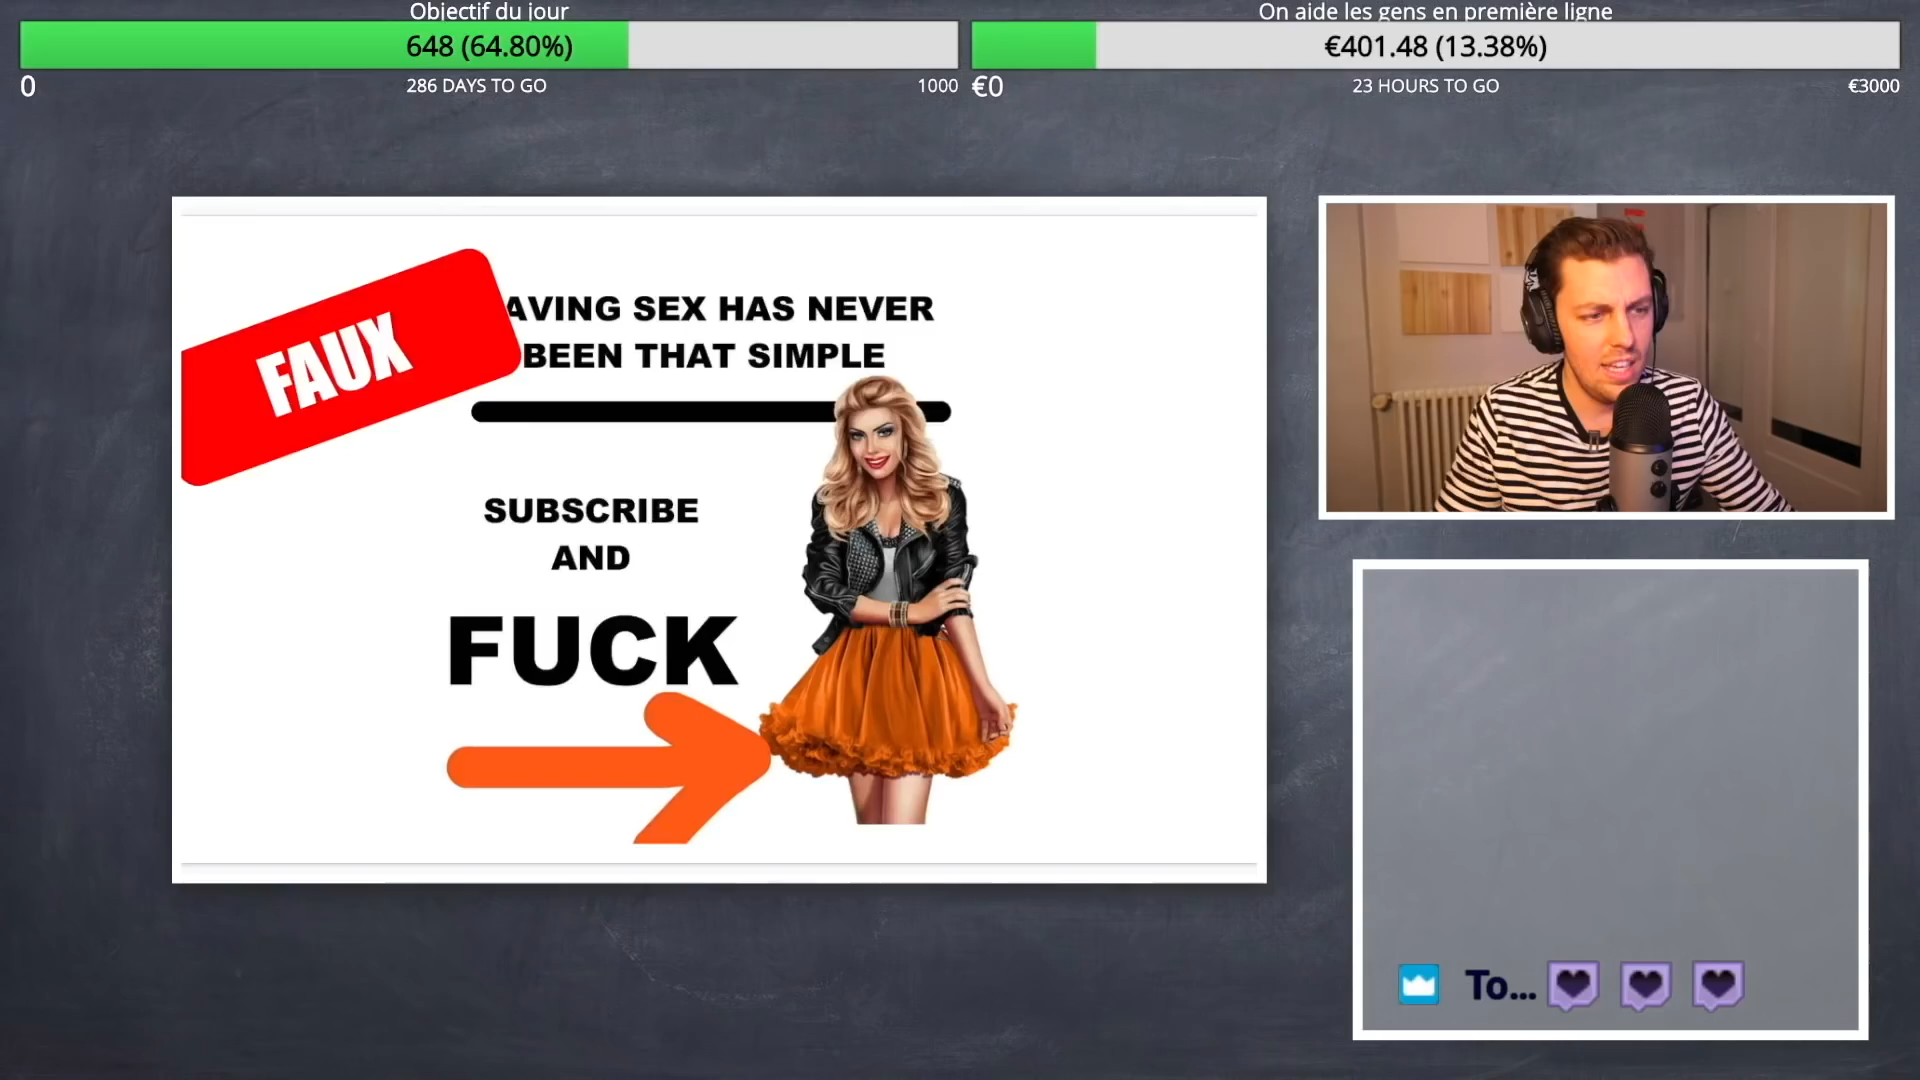 Objectif du jour
648 (64.80%)
0
286 DAYS TO GO
1000
On aide les gens en première ligne
€401.48 (13.38%)
€0
23 HOURS TO GO
€3000
FAUX
AVING SEX HAS NEVER
BEEN THAT SIMPLE
SUBSCRIBE
AND
FUCK
To...